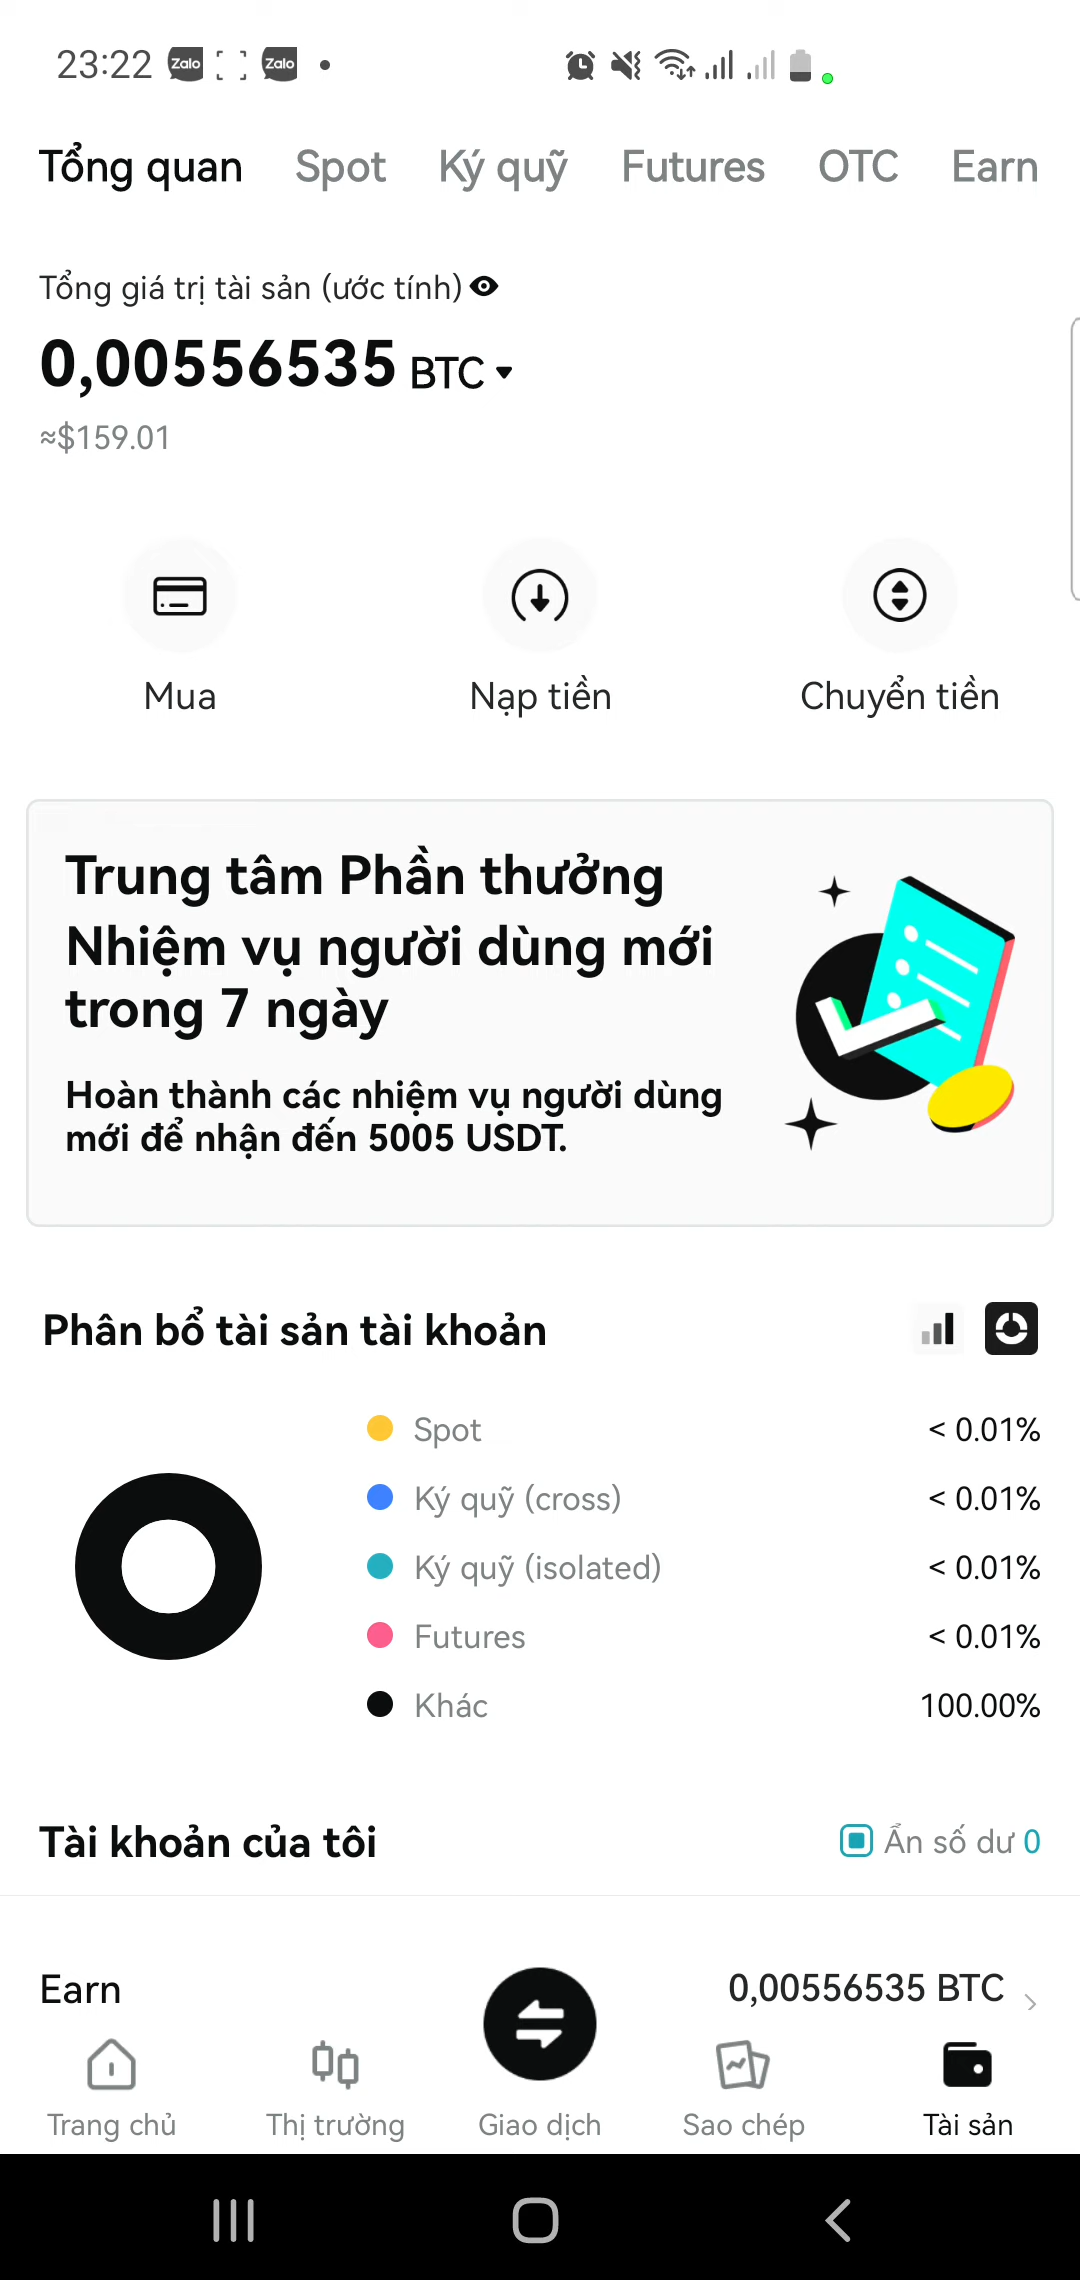 23:22 Zalo Zalo
Tổng quan Spot Ký quỹ Futures OTC Earn
Tổng giá trị tài sản (ước tính)
0,00556535 BTC
≈$159.01
Mua Nạp tiền Chuyển tiền
Trung tâm Phần thưởng
Nhiệm vụ người dùng mới
trong 7 ngày
Hoàn thành các nhiệm vụ người dùng
mới để nhận đến 5005 USDT.
Phân bổ tài sản tài khoản
Spot < 0.01%
Ký quỹ (cross) < 0.01%
Ký quỹ (isolated) < 0.01%
Futures < 0.01%
Khác 100.00%
Tài khoản của tôi Ẩn số dư 0
Earn 0,00556535 BTC
Trang chủ Thị trường Giao dịch Sao chép Tài sản